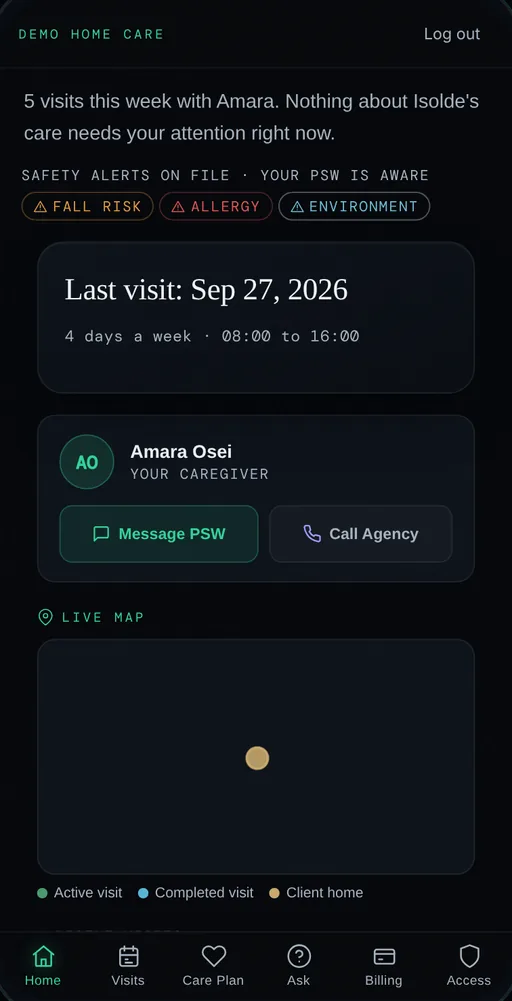 DEMO HOME CARE
Log out
5 visits this week with Amara. Nothing about Isolde's
care needs your attention right now.
SAFETY ALERTS ON FILE · YOUR PSW IS AWARE
FALL RISK
ALLERGY
ENVIRONMENT
Last visit: Sep 27, 2026
4 days a week · 08:00 to 16:00
AO
Amara Osei
YOUR CAREGIVER
Message PSW
Call Agency
LIVE MAP
Active visit
Completed visit
Client home
Home
Visits
Care Plan
Ask
Billing
Access